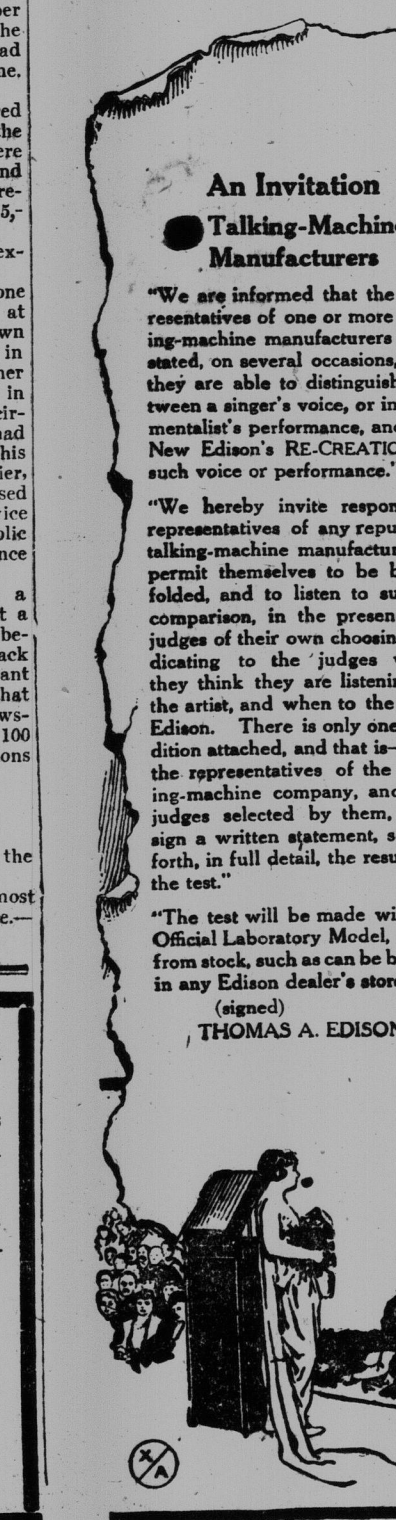 per
the
ad
ne.
ed
the
ere
nd
re-
5,-
ex-
one
at
wn
in
her
in
cir-
had
his
ier,
sed
ice
olic
nce
a
t a
be-
ack
ant
hat
ws-
100
ons
the
most
e.—
An Invitation
Talking-Machin
Manufacturers
"We are informed that the
resentatives of one or more
ing-machine manufacturers
stated, on several occasions,
they are able to distinguish
tween a singer's voice, or in
mentalist's performance, and
New Edison's RE-CREATIO
such voice or performance."
"We hereby invite respon
representatives of any repu
talking-machine manufactur
permit themselves to be b
folded, and to listen to su
comparison, in the presen
judges of their own choosin
dicating to the judges w
they think they are listenin
the artist, and when to the
Edison. There is only one
dition attached, and that is—
the representatives of the
ing-machine company, and
judges selected by them,
sign a written statement, s
forth, in full detail, the resu
the test."
"The test will be made wi
Official Laboratory Model,
from stock, such as can be b
in any Edison dealer's store
(signed)
THOMAS A. EDISON
X/A